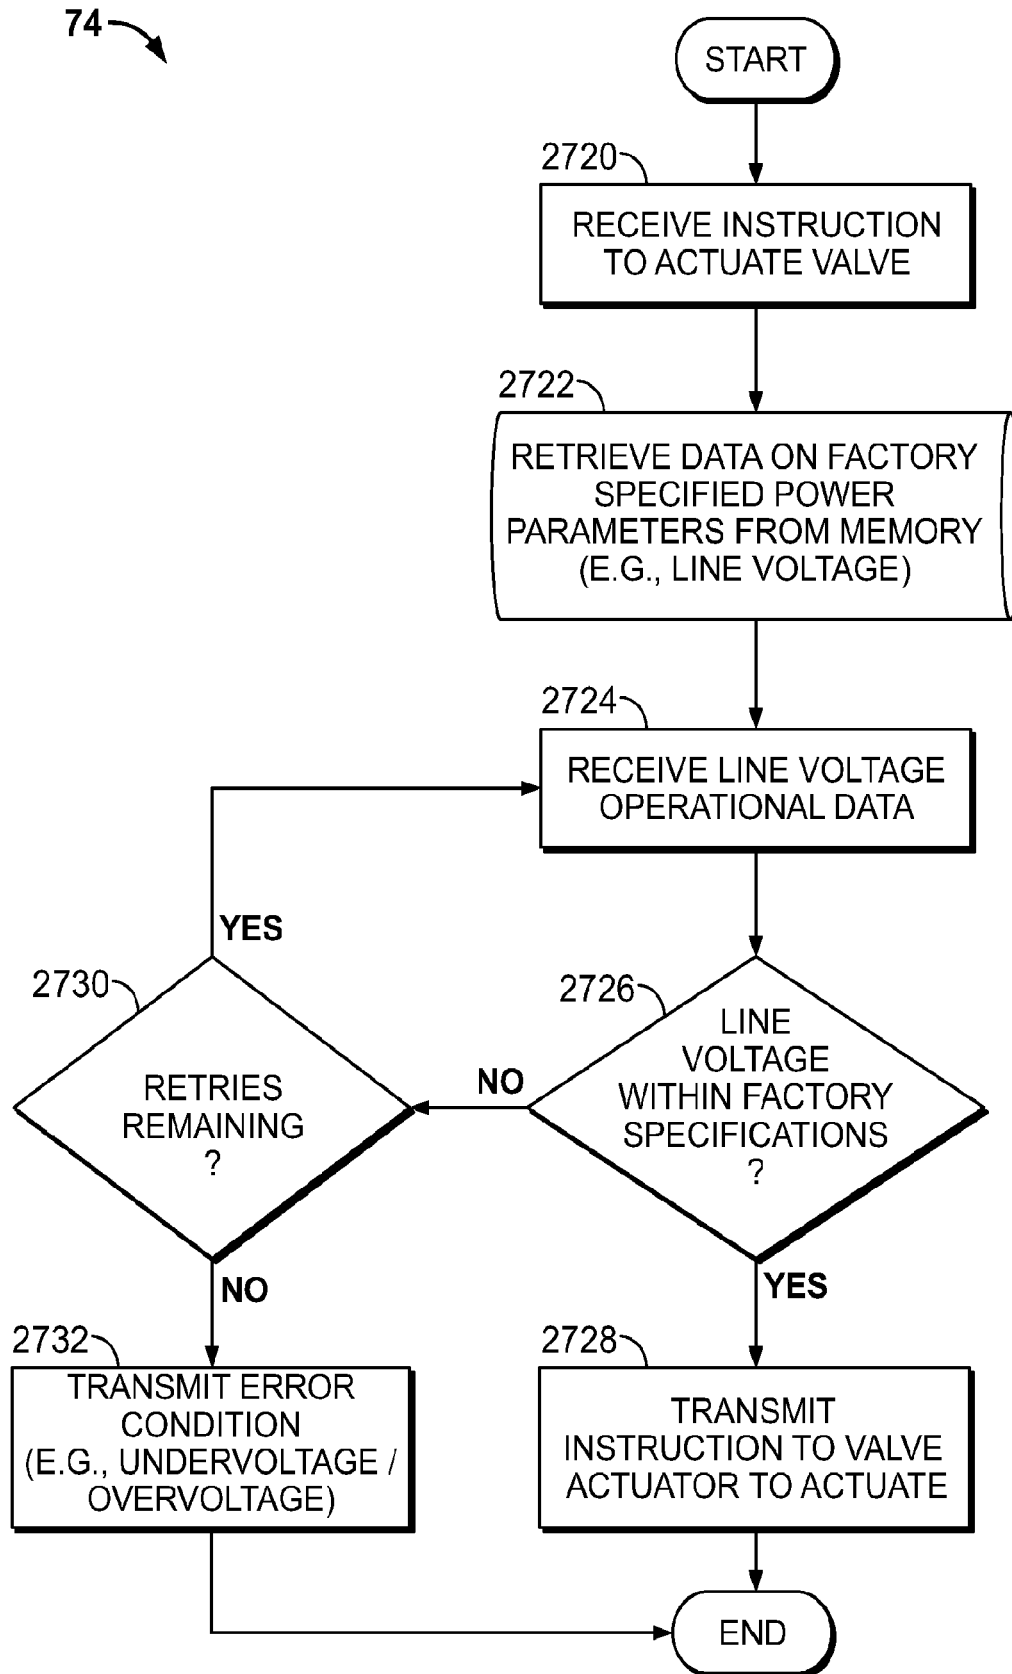 74
START
2720
RECEIVE INSTRUCTION
TO ACTUATE VALVE
2722
RETRIEVE DATA ON FACTORY
SPECIFIED POWER
PARAMETERS FROM MEMORY
(E.G., LINE VOLTAGE)
2724
RECEIVE LINE VOLTAGE
OPERATIONAL DATA
YES
2730
RETRIES
REMAINING
?
NO
2726
LINE
VOLTAGE
WITHIN FACTORY
SPECIFICATIONS
?
NO
YES
2732
TRANSMIT ERROR
CONDITION
(E.G., UNDERVOLTAGE /
OVERVOLTAGE)
2728
TRANSMIT
INSTRUCTION TO VALVE
ACTUATOR TO ACTUATE
END